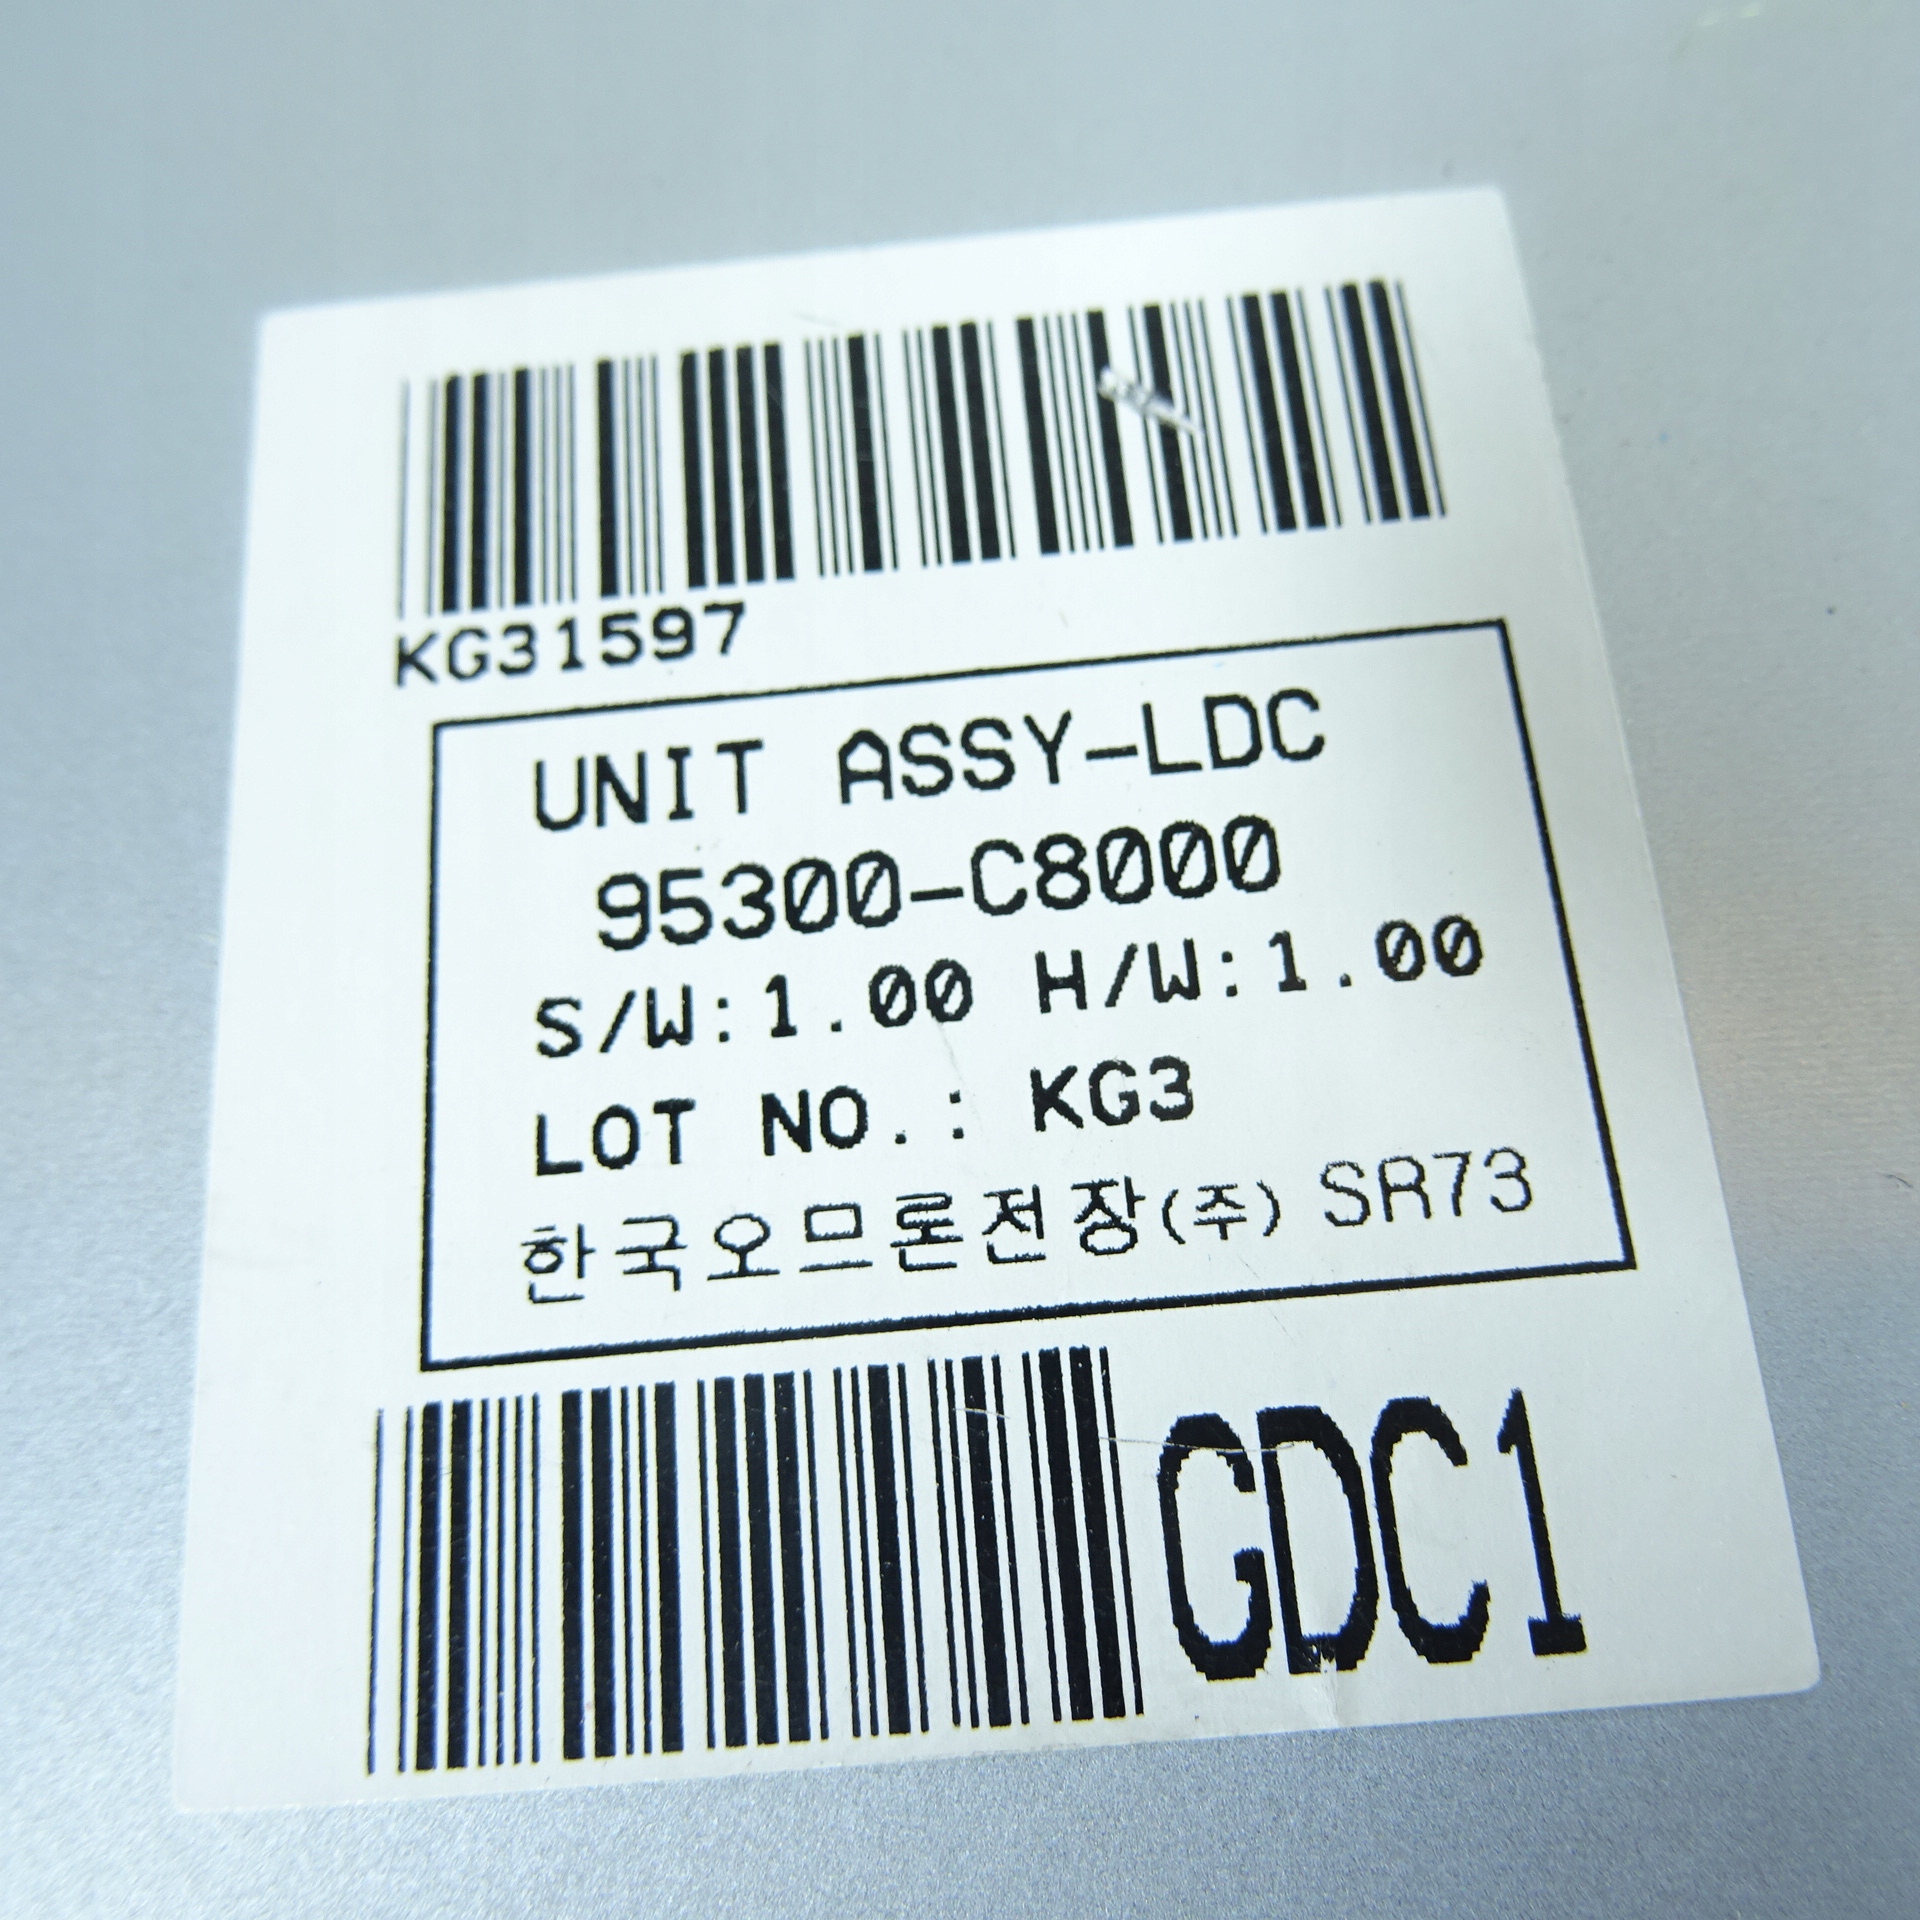 KG31597
UNIT ASSY-LDC
95300-C8000
S/W:1.00 H/W:1.00
LOT NO.: KG3
한국오므론전장(주) SR73
GDC1